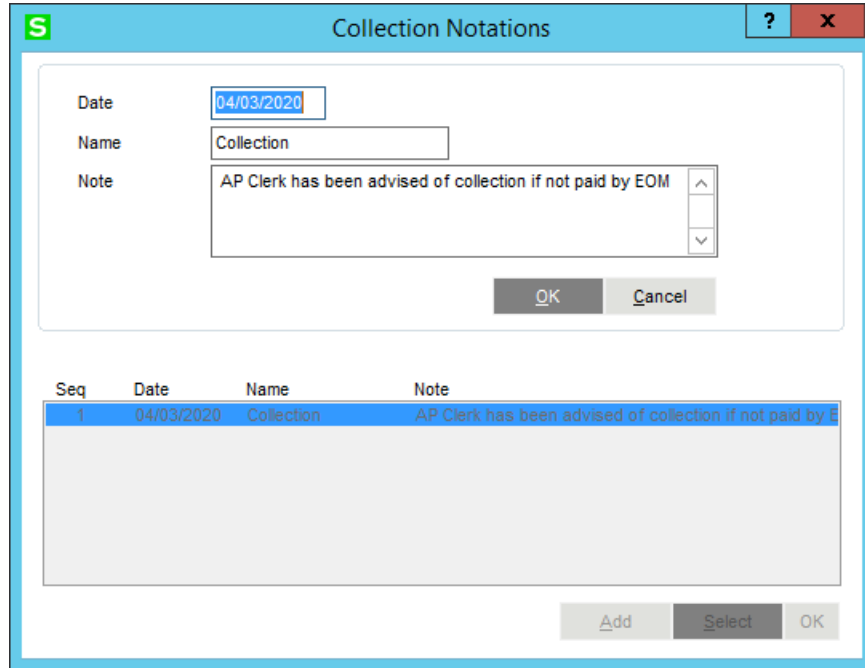 S Collection Notations ? x
Date 04/03/2020
Name Collection
Note AP Clerk has been advised of collection if not paid by EOM
OK Cancel
Seq Date Name Note
1 04/03/2020 Collection AP Clerk has been advised of collection if not paid by E
Add Select OK